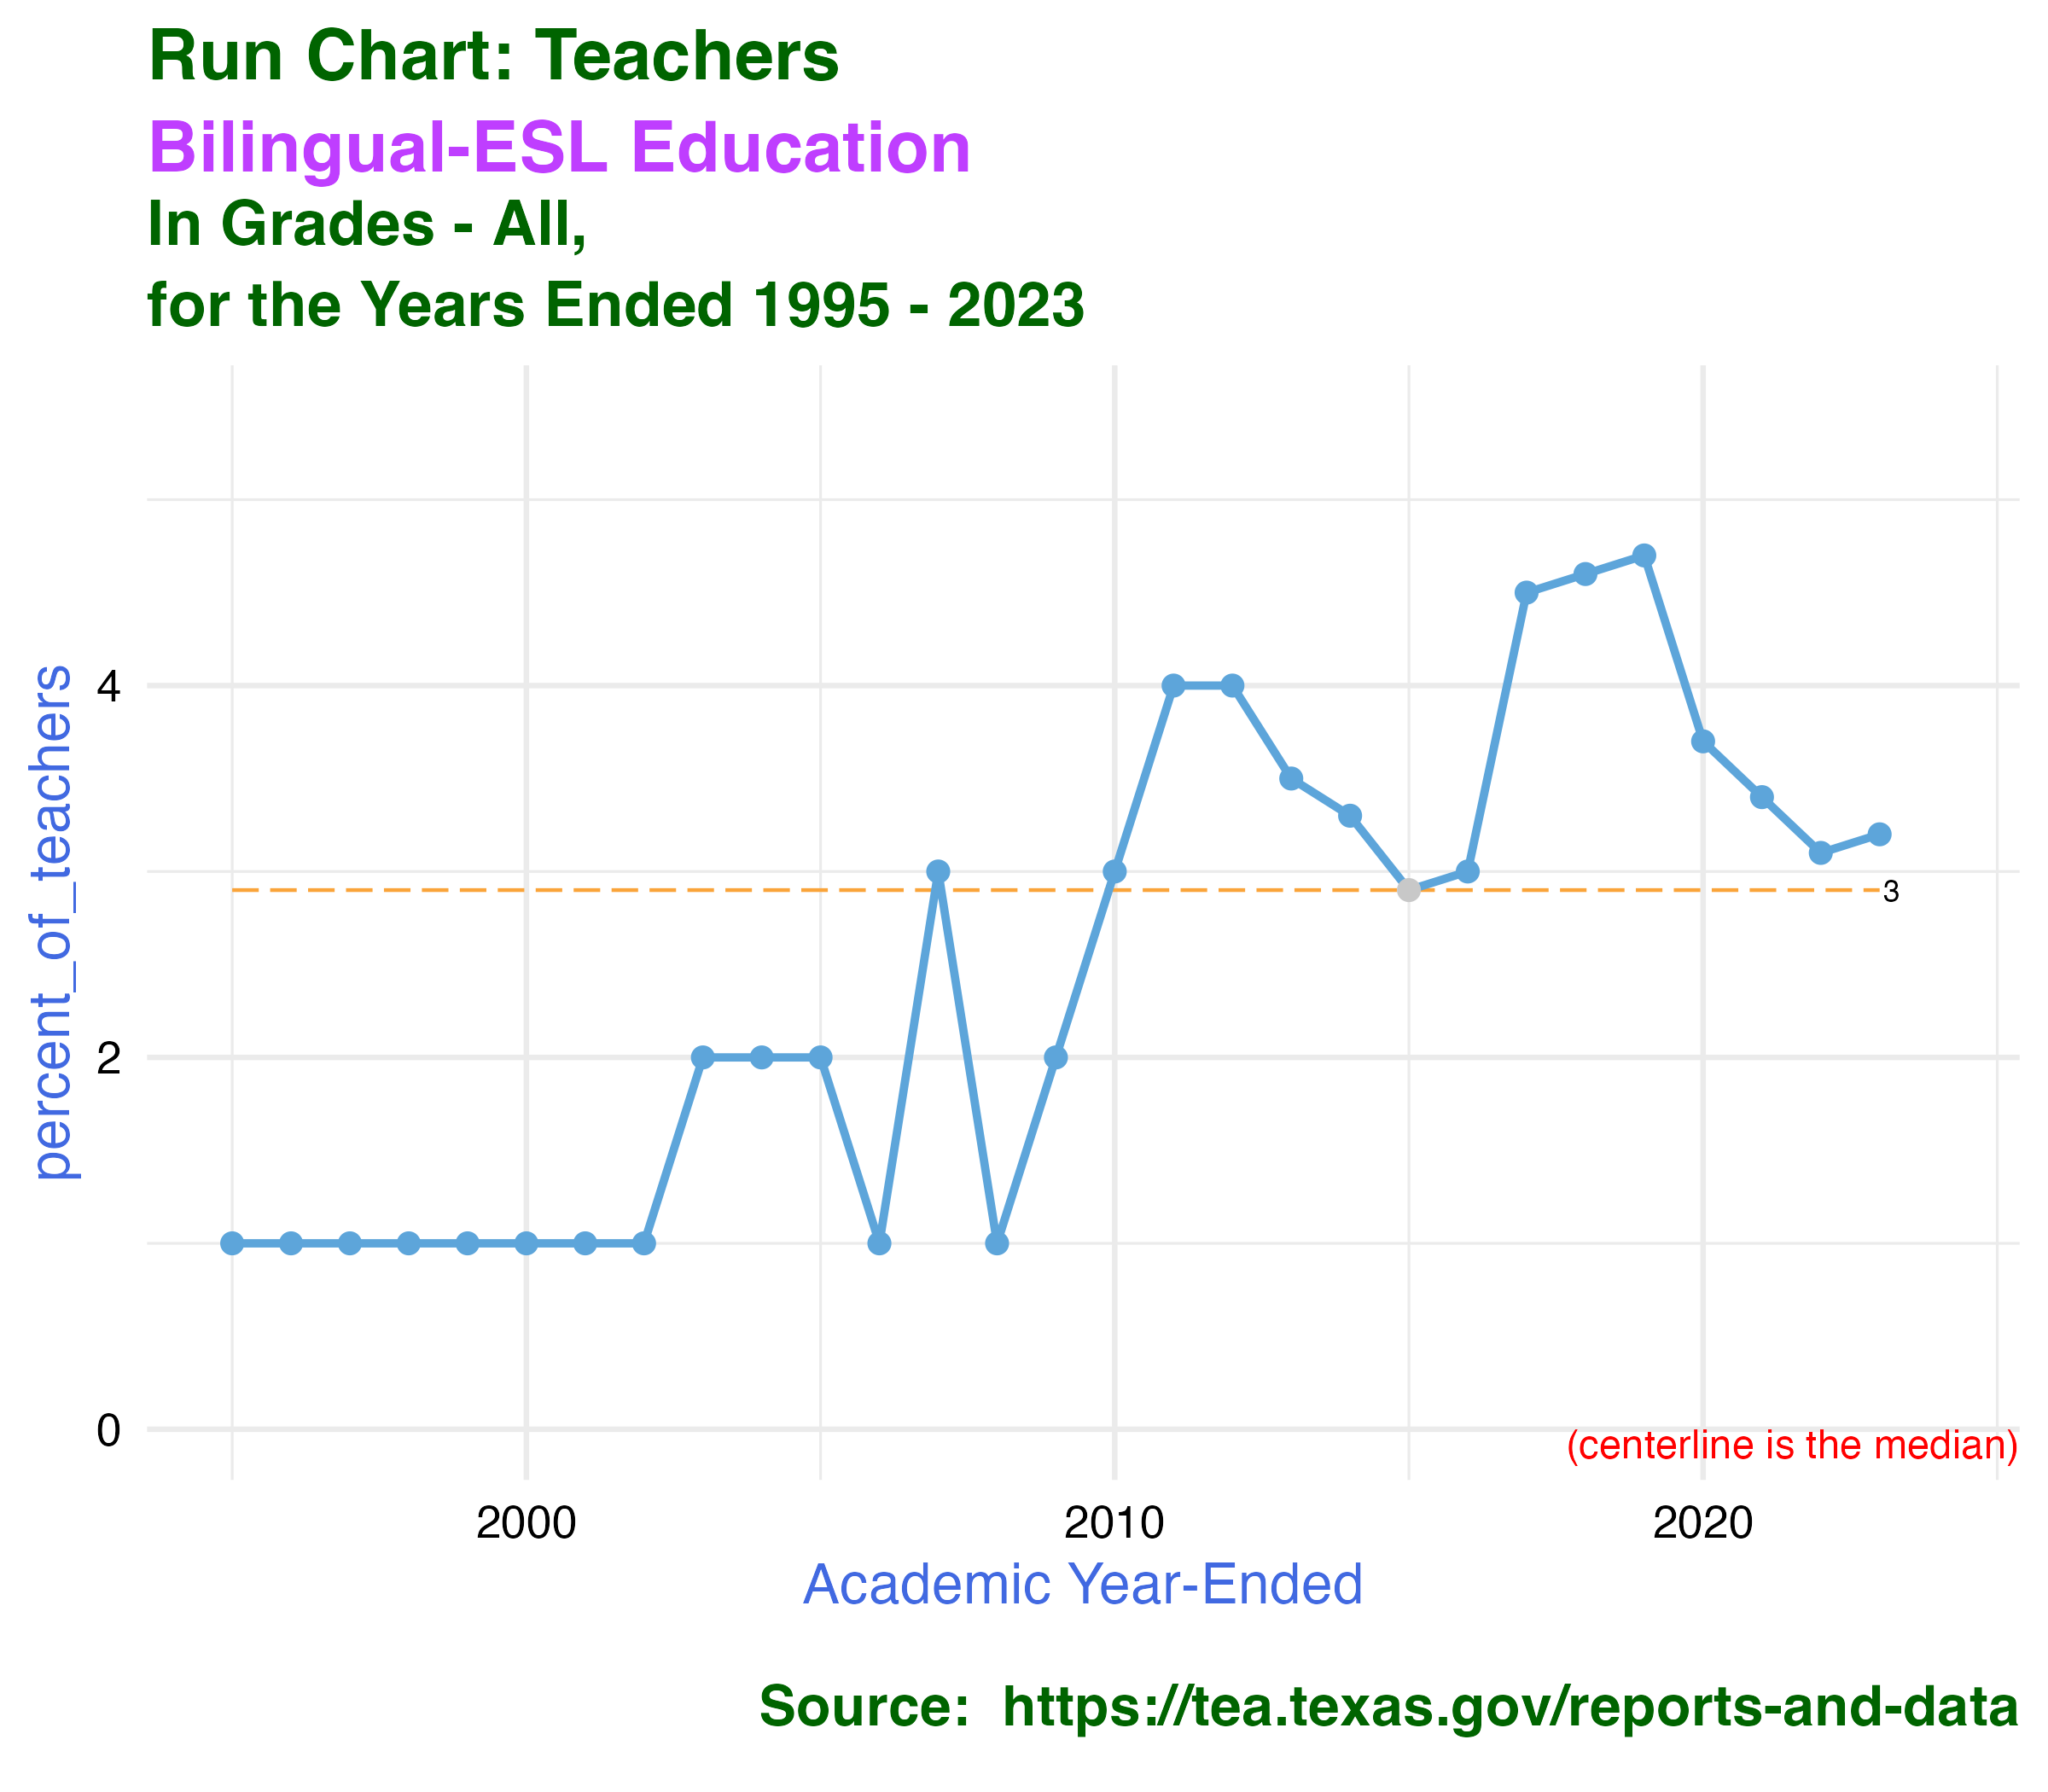 Run Chart: Teachers
Bilingual-ESL Education
In Grades - All,
for the Years Ended 1995 - 2023
percent_of_teachers
4
2
0
3
(centerline is the median)
2000 2010 2020
Academic Year-Ended
Source:  https://tea.texas.gov/reports-and-data